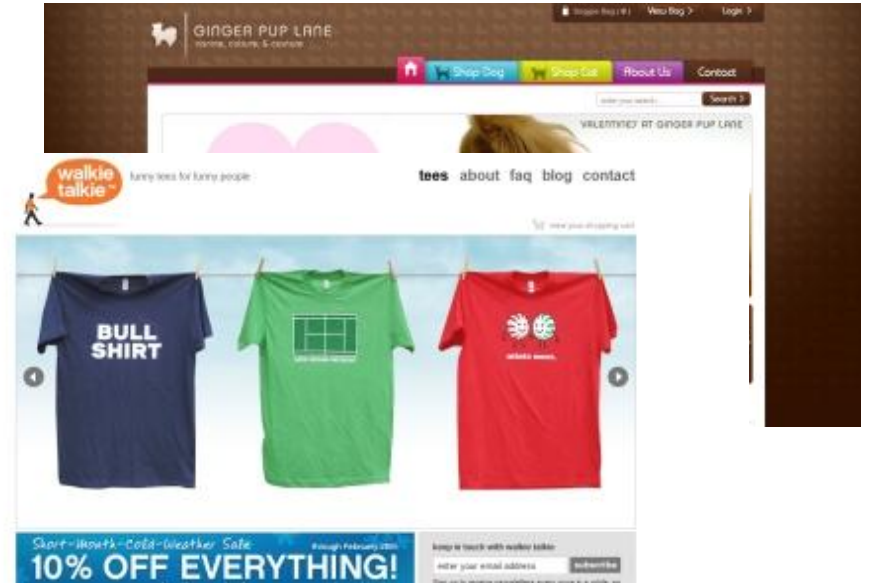 GINGER PUP LANE
View Bag >
Login >
Shop Dog
Shop Cat
About Us
Contact
Search >
VALENTINES AT GINGER PUP LANE
walkie
talkie™
funny tees for funny people
tees about faq blog contact
view your shopping cart
BULL
SHIRT
Short-Month-Cold-Weather Sale
through February 28th
10% OFF EVERYTHING!
keep in touch with walkie talkie
enter your email address
subscribe